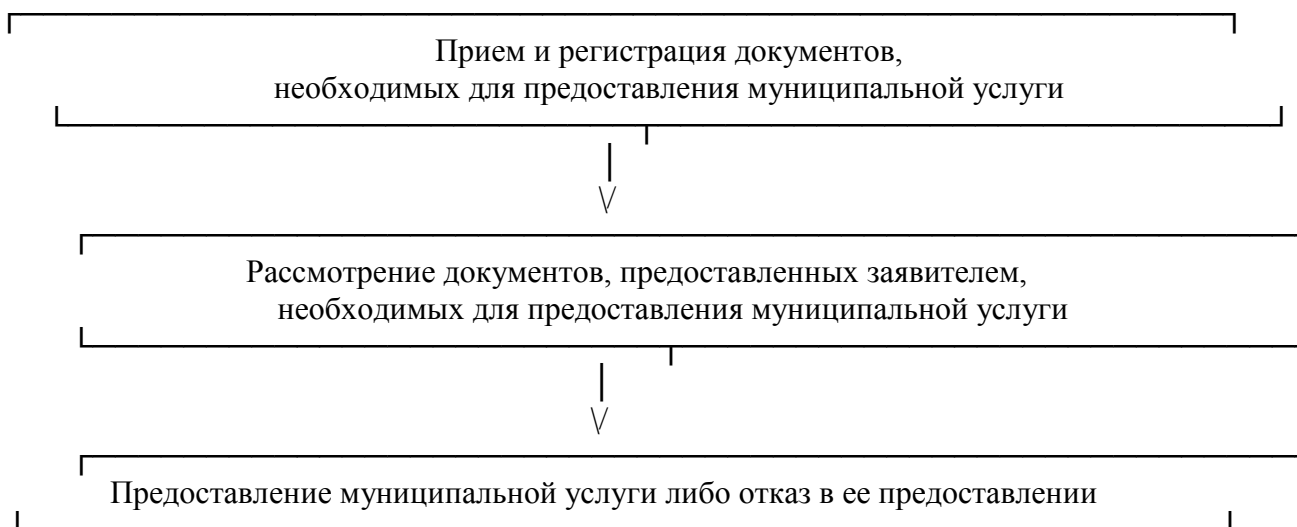 Прием и регистрация документов,
необходимых для предоставления муниципальной услуги
Рассмотрение документов, предоставленных заявителем,
необходимых для предоставления муниципальной услуги
Предоставление муниципальной услуги либо отказ в ее предоставлении